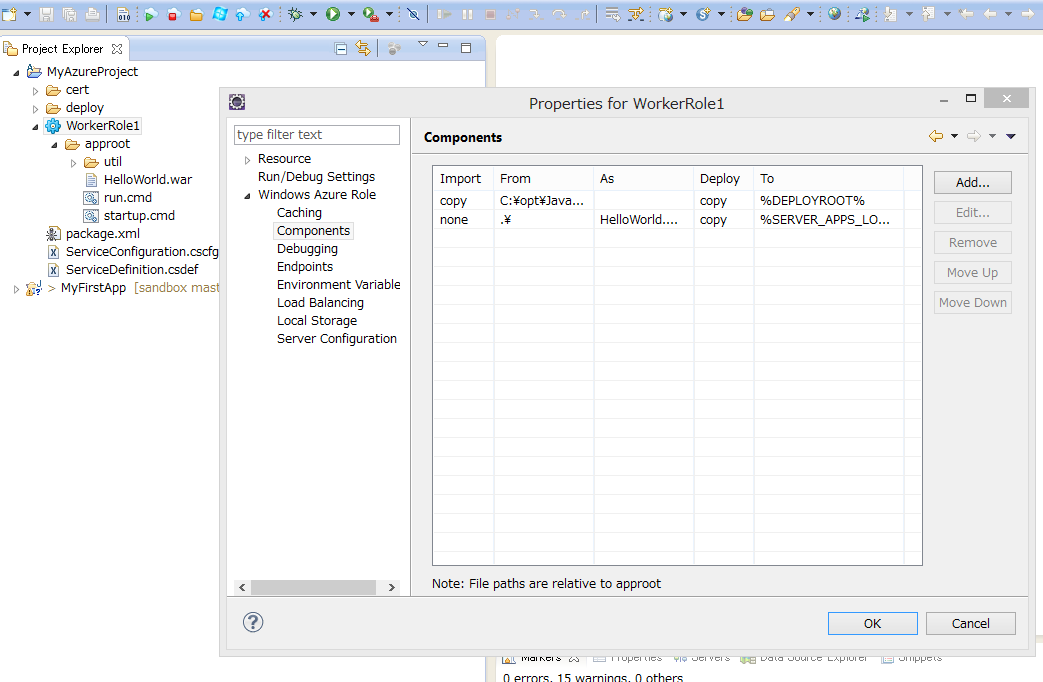 Project Explorer
MyAzureProject
cert
deploy
WorkerRole1
approot
util
HelloWorld.war
run.cmd
startup.cmd
package.xml
ServiceConfiguration.cscfg
ServiceDefinition.csdef
> MyFirstApp [sandbox mast
Properties for WorkerRole1
type filter text
Resource
Run/Debug Settings
Windows Azure Role
Caching
Components
Debugging
Endpoints
Environment Variable
Load Balancing
Local Storage
Server Configuration
Components
Import From As Deploy To
copy C:¥opt¥Java... copy %DEPLOYROOT%
none .¥ HelloWorld.... copy %SERVER_APPS_LO...
Add...
Edit...
Remove
Move Up
Move Down
Note: File paths are relative to approot
OK Cancel
Markers Properties Servers Data Source Explorer Snippets
0 errors, 15 warnings, 0 others